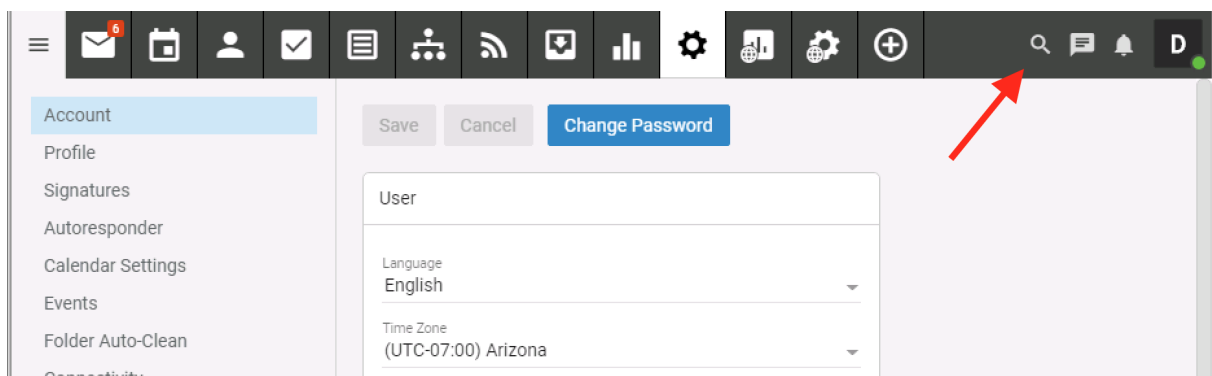 6
D
Account
Profile
Signatures
Autoresponder
Calendar Settings
Events
Folder Auto-Clean
Connectivity
Save Cancel Change Password
User
Language
English
Time Zone
(UTC-07:00) Arizona